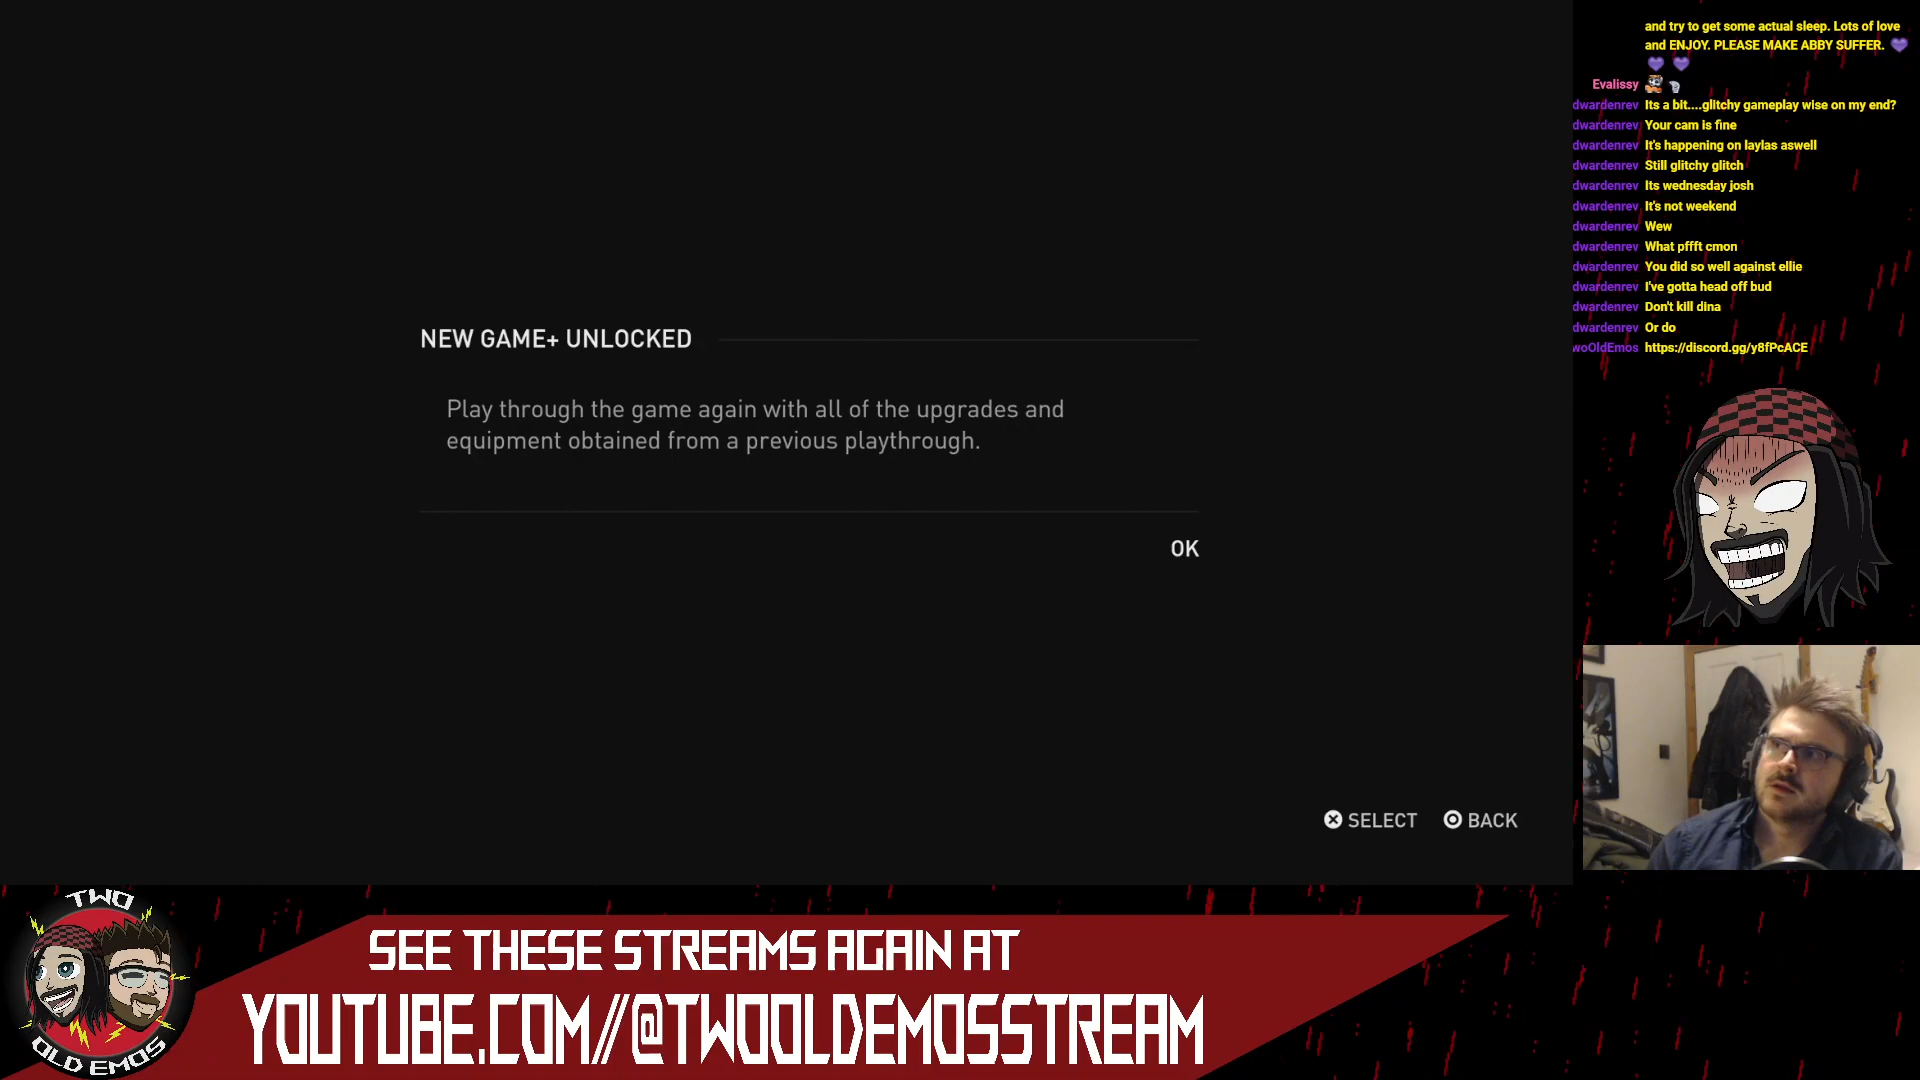 and try to get some actual sleep. Lots of love
and ENJOY. PLEASE MAKE ABBY SUFFER.
Evalissy
dwardenrev Its a bit....glitchy gameplay wise on my end?
dwardenrev Your cam is fine
dwardenrev It's happening on laylas aswell
dwardenrev Still glitchy glitch
dwardenrev Its wednesday josh
dwardenrev It's not weekend
dwardenrev Wew
dwardenrev What pffft cmon
dwardenrev You did so well against ellie
dwardenrev I've gotta head off bud
dwardenrev Don't kill dina
dwardenrev Or do
woOldEmos https://discord.gg/y8fPcACE
NEW GAME+ UNLOCKED
Play through the game again with all of the upgrades and
equipment obtained from a previous playthrough.
OK
SELECT BACK
TWO
OLD EMOS
SEE THESE STREAMS AGAIN AT
YOUTUBE.COM//@TWOOLDEMOSSTREAM